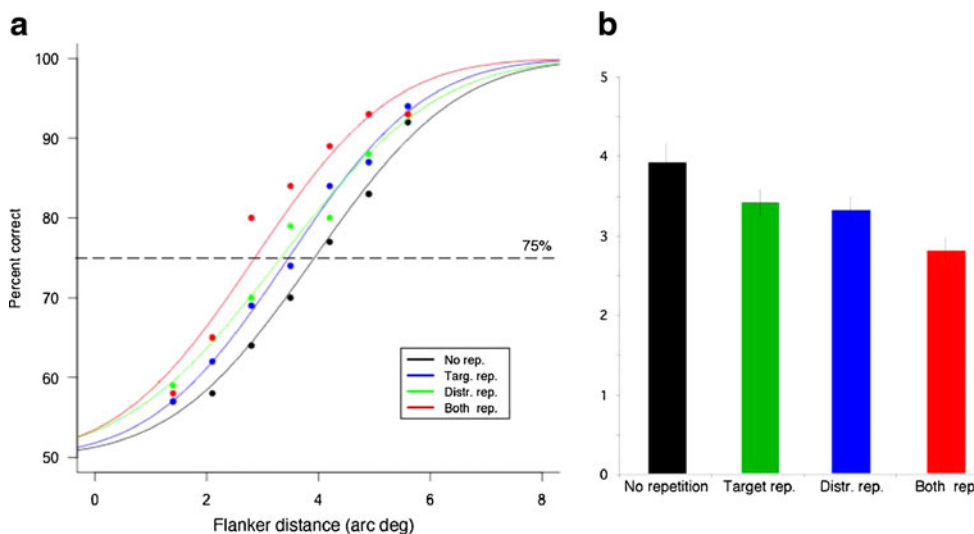 a
Percent correct
100
90
80
70
60
50
75%
No rep.
Targ. rep.
Distr. rep.
Both rep.
0 2 4 6 8
Flanker distance (arc deg)
b
5
4
3
2
1
0
No repetition Target rep. Distr. rep. Both rep